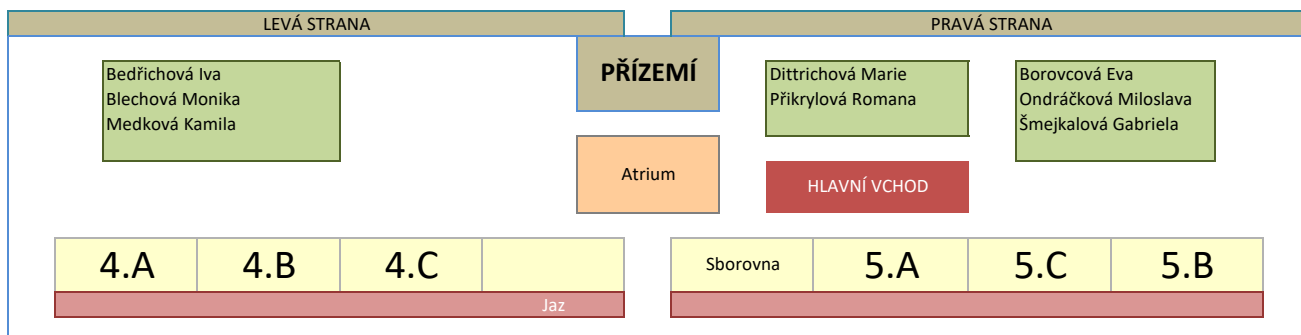 LEVÁ STRANA
PRAVÁ STRANA
PŘÍZEMÍ
Bedřichová Iva
Blechová Monika
Medková Kamila
Dittrichová Marie
Přikrylová Romana
Borovcová Eva
Ondráčková Miloslava
Šmejkalová Gabriela
Atrium
HLAVNÍ VCHOD
4.A
4.B
4.C
Sborovna
5.A
5.C
5.B
Jaz